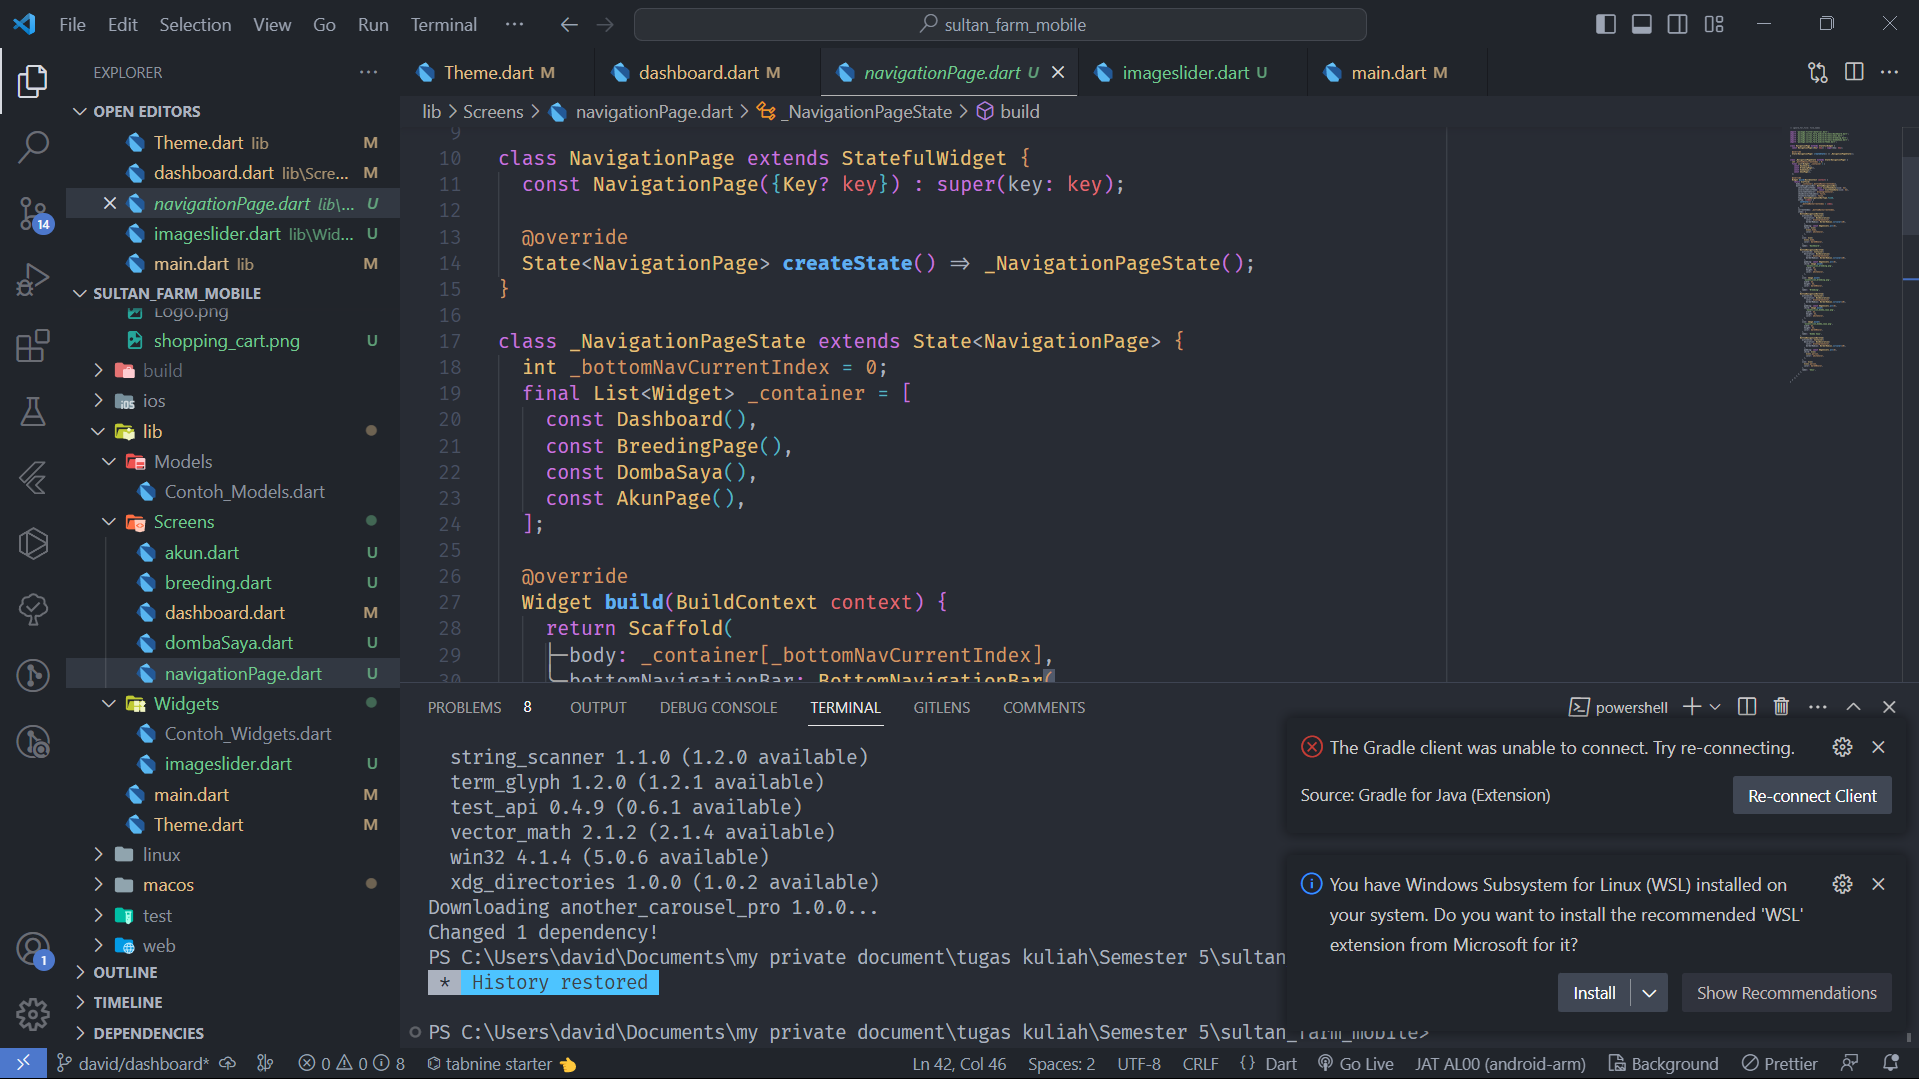 File Edit Selection View Go Run Terminal ···
sultan_farm_mobile
EXPLORER
OPEN EDITORS
Theme.dart lib M
dashboard.dart lib\Scre... M
navigationPage.dart lib\... U
imageslider.dart lib\Wid... U
main.dart lib M
SULTAN_FARM_MOBILE
Logo.png
shopping_cart.png U
build
ios
lib
Models
Contoh_Models.dart
Screens
akun.dart U
breeding.dart U
dashboard.dart M
dombaSaya.dart U
navigationPage.dart U
Widgets
Contoh_Widgets.dart
imageslider.dart U
main.dart M
Theme.dart M
linux
macos
test
web
OUTLINE
TIMELINE
DEPENDENCIES
14
1
Theme.dart M
dashboard.dart M
navigationPage.dart U
imageslider.dart U
main.dart M
lib > Screens > navigationPage.dart > _NavigationPageState > build
9
10 class NavigationPage extends StatefulWidget {
11 const NavigationPage({Key? key}) : super(key: key);
12
13 @override
14 State<NavigationPage> createState() => _NavigationPageState();
15 }
16
17 class _NavigationPageState extends State<NavigationPage> {
18 int _bottomNavCurrentIndex = 0;
19 final List<Widget> _container = [
20 const Dashboard(),
21 const BreedingPage(),
22 const DombaSaya(),
23 const AkunPage(),
24 ];
25
26 @override
27 Widget build(BuildContext context) {
28 return Scaffold(
29 body: _container[_bottomNavCurrentIndex],
30 bottomNavigationBar: BottomNavigationBar(
PROBLEMS 8 OUTPUT DEBUG CONSOLE TERMINAL GITLENS COMMENTS
powershell
string_scanner 1.1.0 (1.2.0 available)
term_glyph 1.2.0 (1.2.1 available)
test_api 0.4.9 (0.6.1 available)
vector_math 2.1.2 (2.1.4 available)
win32 4.1.4 (5.0.6 available)
xdg_directories 1.0.0 (1.0.2 available)
Downloading another_carousel_pro 1.0.0...
Changed 1 dependency!
PS C:\Users\david\Documents\my private document\tugas kuliah\Semester 5\sultan
* History restored
PS C:\Users\david\Documents\my private document\tugas kuliah\Semester 5\sultan_farm_mobile>
The Gradle client was unable to connect. Try re-connecting.
Source: Gradle for Java (Extension)
Re-connect Client
You have Windows Subsystem for Linux (WSL) installed on
your system. Do you want to install the recommended 'WSL'
extension from Microsoft for it?
Install
Show Recommendations
david/dashboard* 0 0 8 tabnine starter Ln 42, Col 46 Spaces: 2 UTF-8 CRLF {} Dart Go Live JAT AL00 (android-arm) Background Prettier